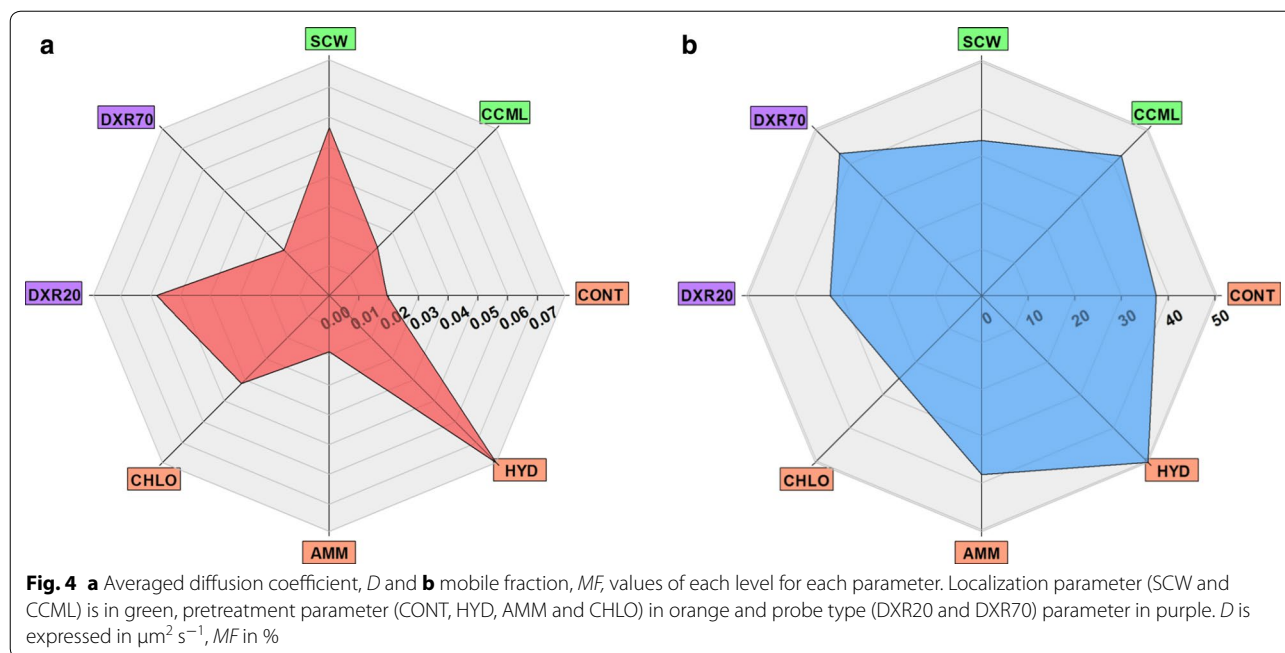 a
SCW
CCML
DXR70
DXR20
0.00 0.01 0.02 0.03 0.04 0.05 0.06 0.07
CONT
CHLO
HYD
AMM
b
SCW
CCML
DXR70
DXR20
0 10 20 30 40 50
CONT
CHLO
HYD
AMM
Fig. 4 a Averaged diffusion coefficient, D and b mobile fraction, MF, values of each level for each parameter. Localization parameter (SCW and
CCML) is in green, pretreatment parameter (CONT, HYD, AMM and CHLO) in orange and probe type (DXR20 and DXR70) parameter in purple. D is
expressed in μm² s⁻¹, MF in %